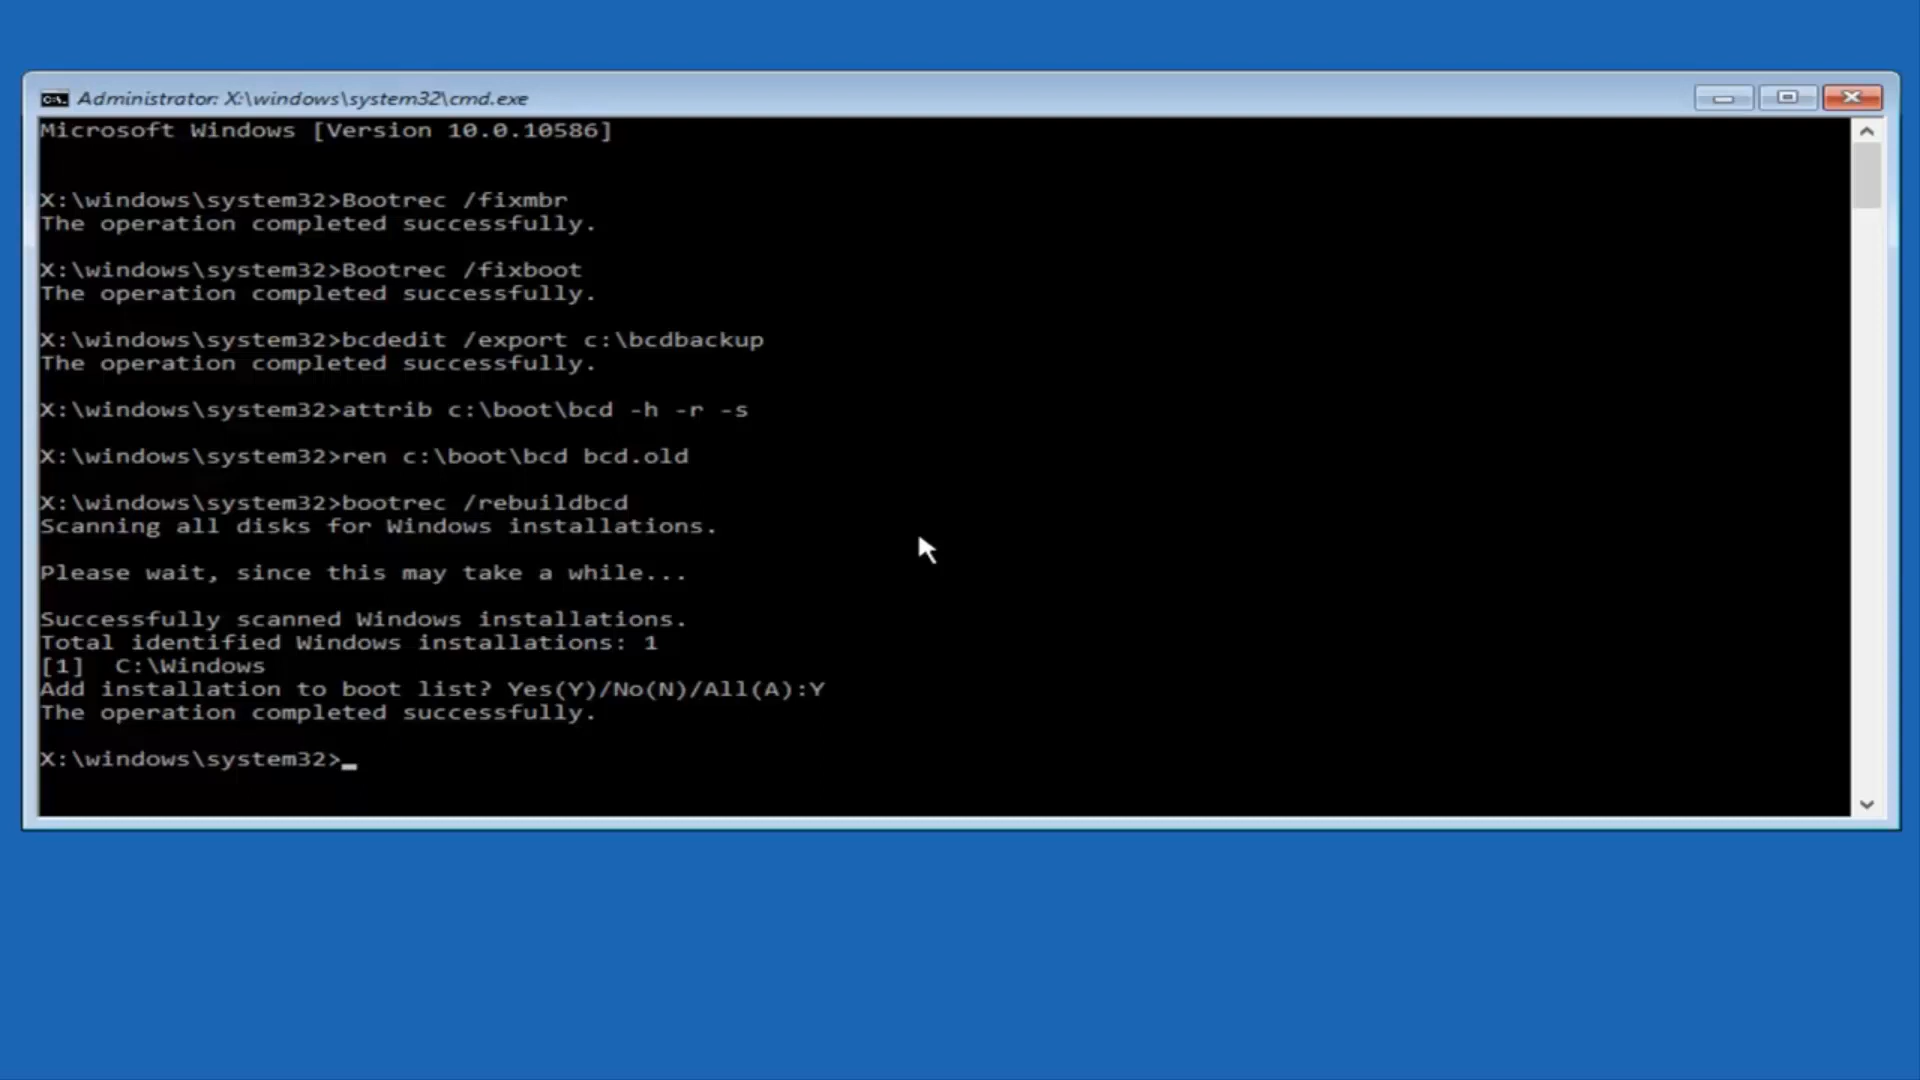 Administrator: X:\windows\system32\cmd.exe
Microsoft Windows [Version 10.0.10586]
X:\windows\system32>Bootrec /fixmbr
The operation completed successfully.
X:\windows\system32>Bootrec /fixboot
The operation completed successfully.
X:\windows\system32>bcdedit /export c:\bcdbackup
The operation completed successfully.
X:\windows\system32>attrib c:\boot\bcd -h -r -s
X:\windows\system32>ren c:\boot\bcd bcd.old
X:\windows\system32>bootrec /rebuildbcd
Scanning all disks for Windows installations.
Please wait, since this may take a while...
Successfully scanned Windows installations.
Total identified Windows installations: 1
[1]  C:\Windows
Add installation to boot list? Yes(Y)/No(N)/All(A):Y
The operation completed successfully.
X:\windows\system32>_